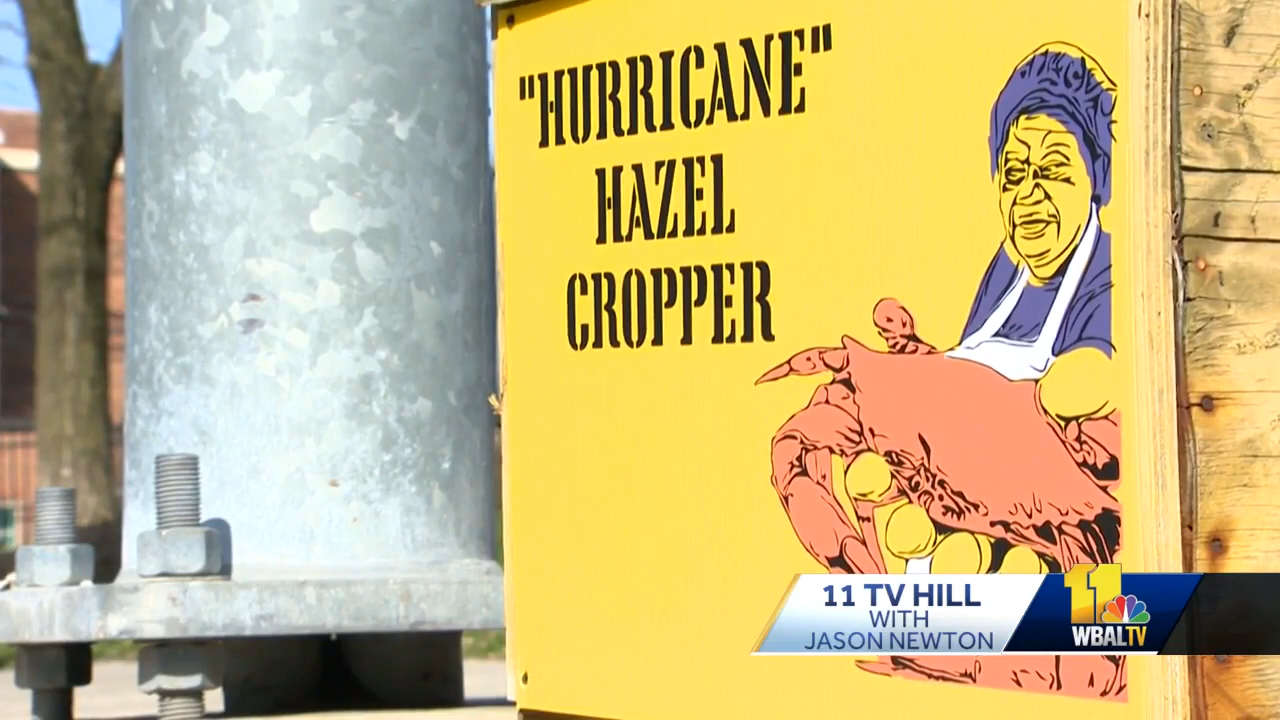 "HURRICANE"
HAZEL
CROPPER
11 TV HILL
WITH
JASON NEWTON
11
WBALTV